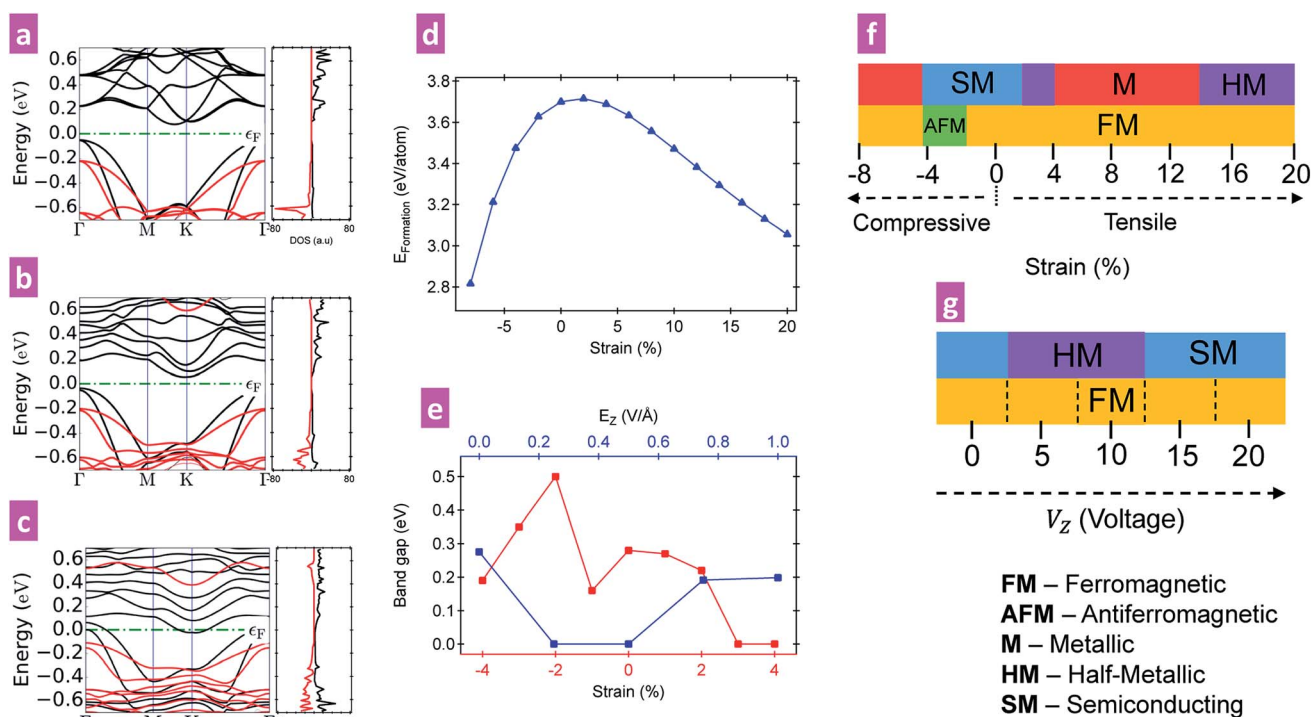 a
0.6
0.4
0.2
0.0
−0.2
−0.4
−0.6
Energy (eV)
ϵF
Γ M K Γ
-80 80
DOS (a.u)
b
0.6
0.4
0.2
0.0
−0.2
−0.4
−0.6
Energy (eV)
ϵF
Γ M K Γ
-80 80
c
0.6
0.4
0.2
0.0
−0.2
−0.4
−0.6
Energy (eV)
ϵF
d
3.8
3.6
3.4
3.2
3.0
2.8
EFormation (eV/atom)
-5 0 5 10 15 20
Strain (%)
e
EZ (V/Å)
0.0 0.2 0.4 0.6 0.8 1.0
0.5
0.4
0.3
0.2
0.1
0.0
Band gap (eV)
-4 -2 0 2 4
Strain (%)
f
SM M HM
AFM FM
-8 -4 0 4 8 12 16 20
Compressive Tensile
Strain (%)
g
HM SM
FM
0 5 10 15 20
VZ (Voltage)
FM – Ferromagnetic
AFM – Antiferromagnetic
M – Metallic
HM – Half-Metallic
SM – Semiconducting